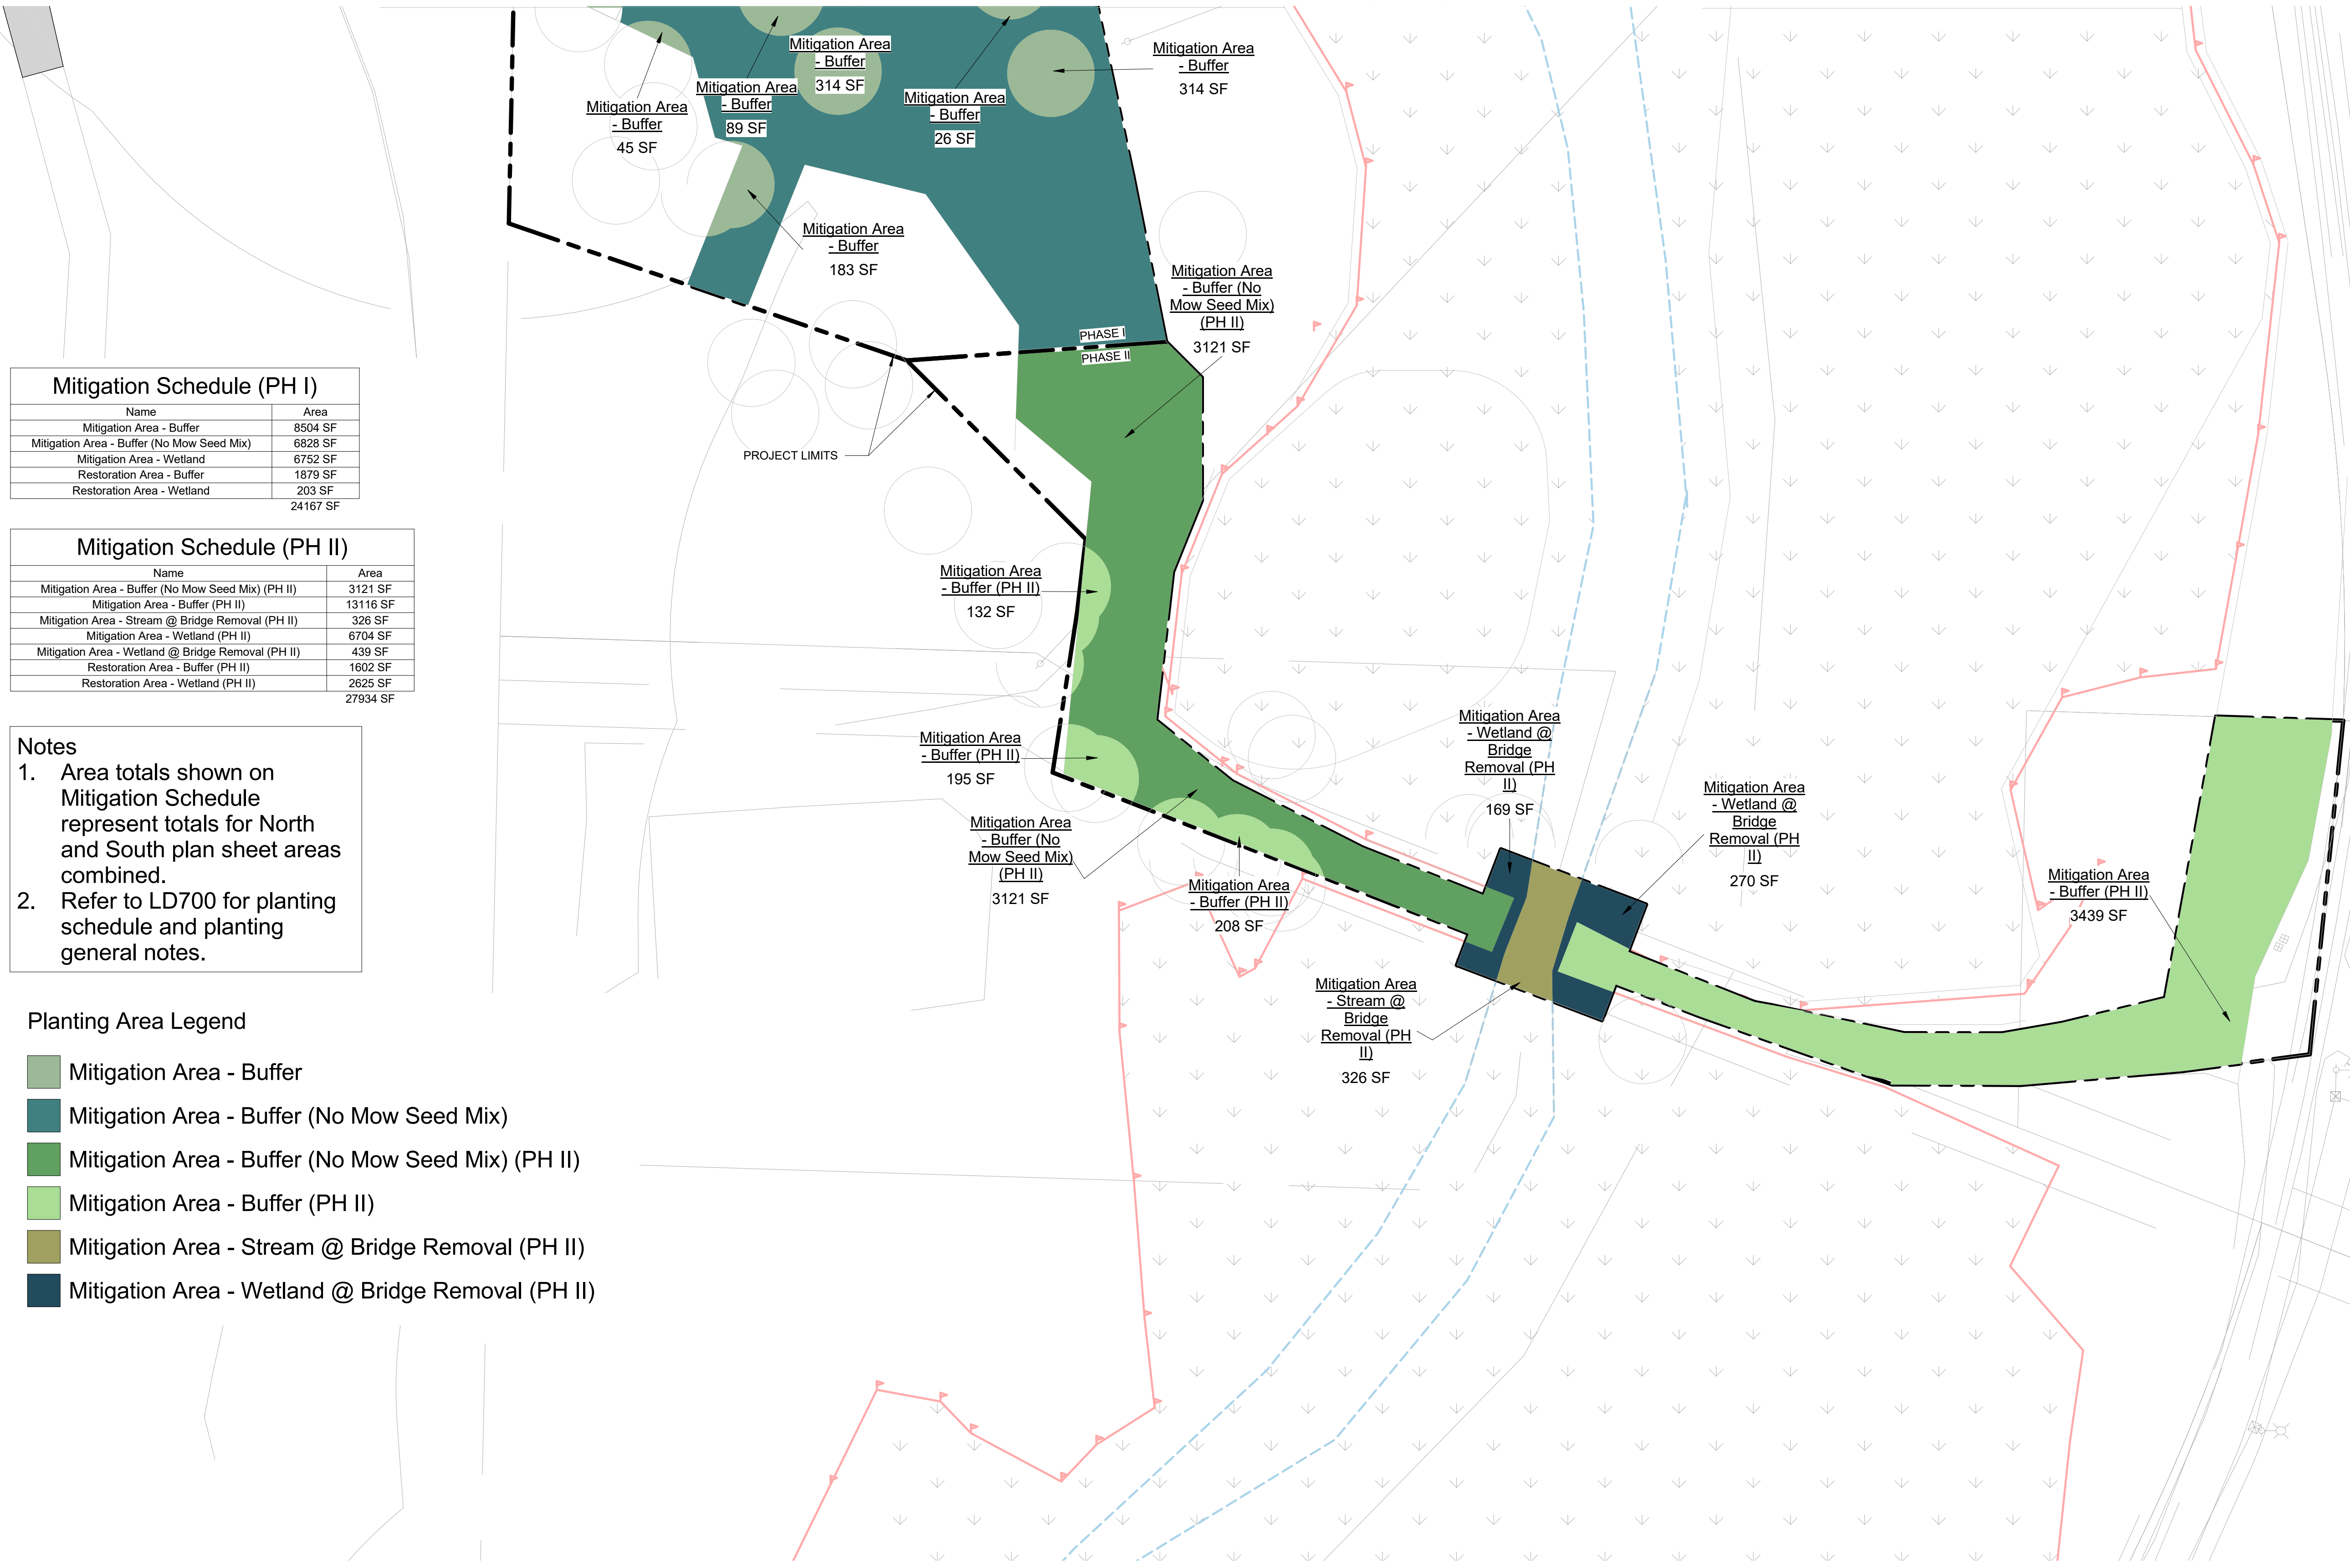 Mitigation Area
- Buffer
45 SF
Mitigation Area
- Buffer
89 SF
Mitigation Area
- Buffer
314 SF
Mitigation Area
- Buffer
26 SF
Mitigation Area
- Buffer
314 SF
Mitigation Area
- Buffer
183 SF
Mitigation Area
- Buffer (No
Mow Seed Mix)
(PH II)
3121 SF
PHASE I
PHASE II
PROJECT LIMITS
Mitigation Schedule (PH I)
Name Area
Mitigation Area - Buffer 8504 SF
Mitigation Area - Buffer (No Mow Seed Mix) 6828 SF
Mitigation Area - Wetland 6752 SF
Restoration Area - Buffer 1879 SF
Restoration Area - Wetland 203 SF
24167 SF
Mitigation Schedule (PH II)
Name Area
Mitigation Area - Buffer (No Mow Seed Mix) (PH II) 3121 SF
Mitigation Area - Buffer (PH II) 13116 SF
Mitigation Area - Stream @ Bridge Removal (PH II) 326 SF
Mitigation Area - Wetland (PH II) 6704 SF
Mitigation Area - Wetland @ Bridge Removal (PH II) 439 SF
Restoration Area - Buffer (PH II) 1602 SF
Restoration Area - Wetland (PH II) 2625 SF
27934 SF
Notes
1. Area totals shown on
Mitigation Schedule
represent totals for North
and South plan sheet areas
combined.
2. Refer to LD700 for planting
schedule and planting
general notes.
Mitigation Area
- Buffer (PH II)
132 SF
Mitigation Area
- Buffer (PH II)
195 SF
Mitigation Area
- Buffer (No
Mow Seed Mix)
(PH II)
3121 SF
Mitigation Area
- Buffer (PH II)
208 SF
Mitigation Area
- Wetland @
Bridge
Removal (PH
II)
169 SF
Mitigation Area
- Wetland @
Bridge
Removal (PH
II)
270 SF
Mitigation Area
- Stream @
Bridge
Removal (PH
II)
326 SF
Mitigation Area
- Buffer (PH II)
3439 SF
Planting Area Legend
Mitigation Area - Buffer
Mitigation Area - Buffer (No Mow Seed Mix)
Mitigation Area - Buffer (No Mow Seed Mix) (PH II)
Mitigation Area - Buffer (PH II)
Mitigation Area - Stream @ Bridge Removal (PH II)
Mitigation Area - Wetland @ Bridge Removal (PH II)